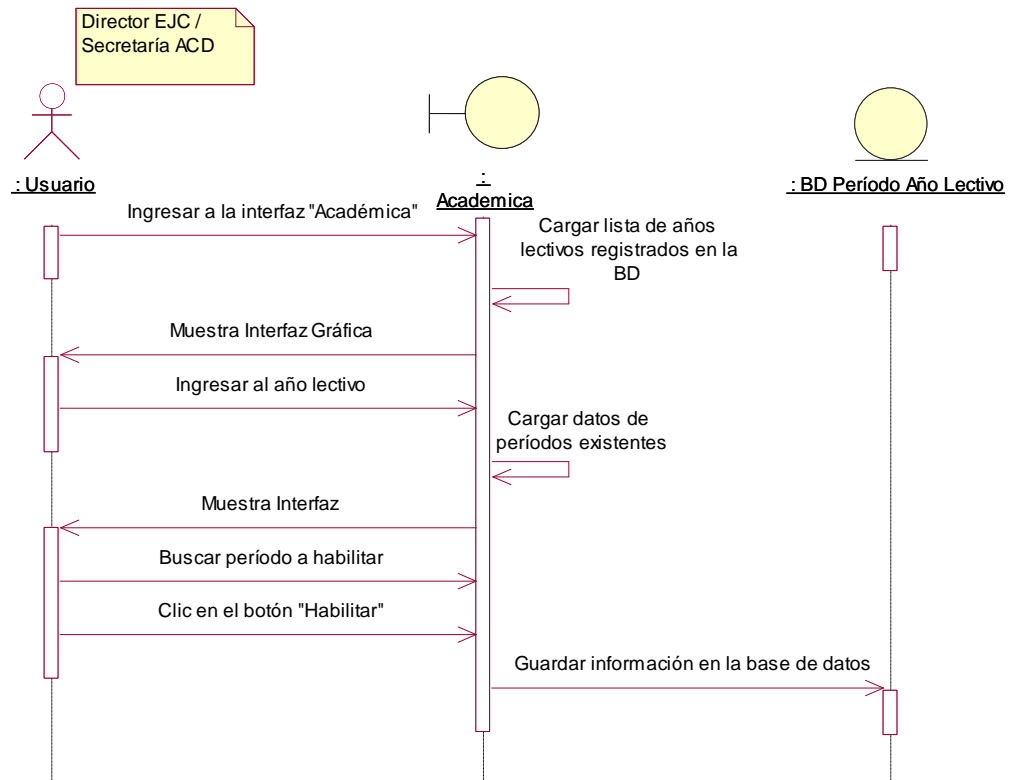 Director EJC /
Secretaría ACD
: Usuario
:
Academica
: BD Período Año Lectivo
Ingresar a la interfaz "Académica"
Cargar lista de años
lectivos registrados en la
BD
Muestra Interfaz Gráfica
Ingresar al año lectivo
Cargar datos de
períodos existentes
Muestra Interfaz
Buscar período a habilitar
Clic en el botón "Habilitar"
Guardar información en la base de datos